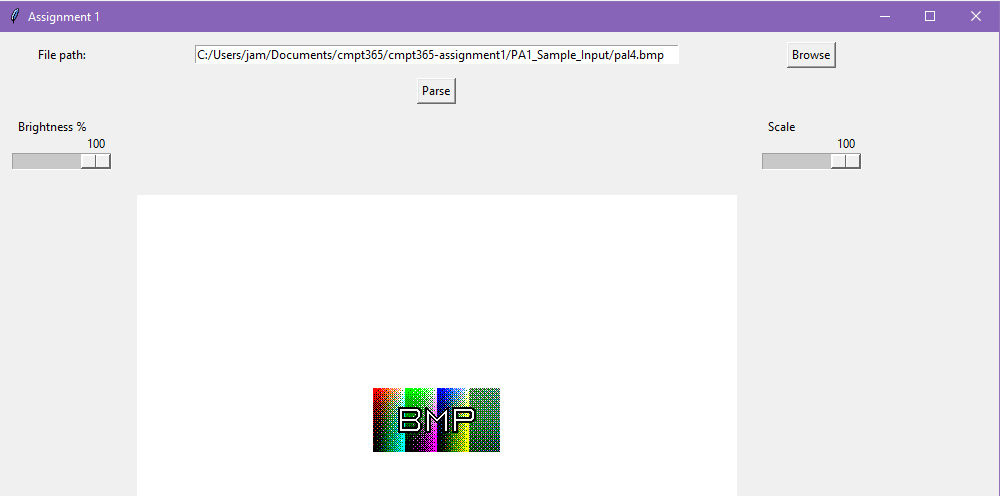 Assignment 1
File path: C:/Users/jam/Documents/cmpt365/cmpt365-assignment1/PA1_Sample_Input/pal4.bmp Browse
Parse
Brightness % Scale
100 100
BMP